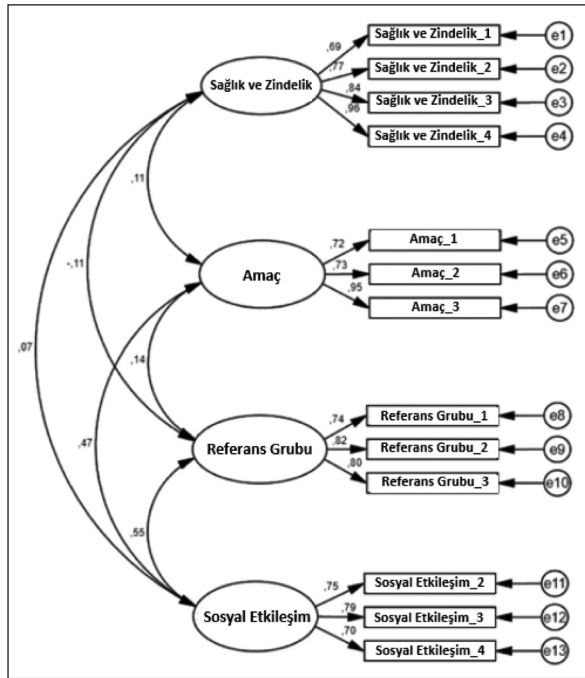 ,69
Sağlık ve Zindelik_1
e1
,77
Sağlık ve Zindelik_2
e2
Sağlık ve Zindelik
,84
Sağlık ve Zindelik_3
e3
,96
Sağlık ve Zindelik_4
e4
,11
,72
Amaç_1
e5
Amaç
,73
Amaç_2
e6
,95
Amaç_3
e7
-,11
,07
,14
,47
,74
Referans Grubu_1
e8
Referans Grubu
,82
Referans Grubu_2
e9
,80
Referans Grubu_3
e10
,55
,75
Sosyal Etkileşim_2
e11
Sosyal Etkileşim
,79
Sosyal Etkileşim_3
e12
,70
Sosyal Etkileşim_4
e13